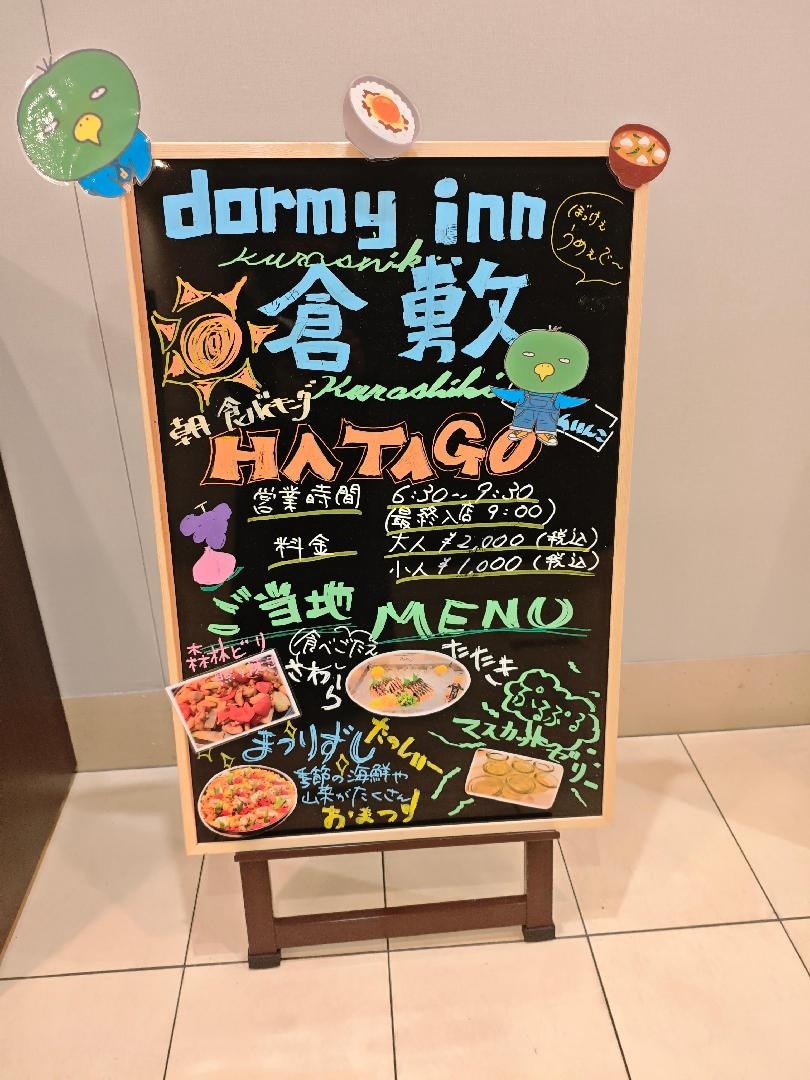 dormy inn
ぼっけぇ
うめぇで〜
kurashiki
倉敷
Kurashiki
朝食バイキング
HATAGO
営業時間 6:30〜9:30
(最終入店 9:00)
料金 大人 ¥2,000 (税込)
小人 ¥1,000 (税込)
ご当地 MENU
森林どり
食べごたえ
さわら
たたき
ぷるぷる
マスカットゼリー
まつりずし
季節の海鮮や
山菜がたくさん
おまつり